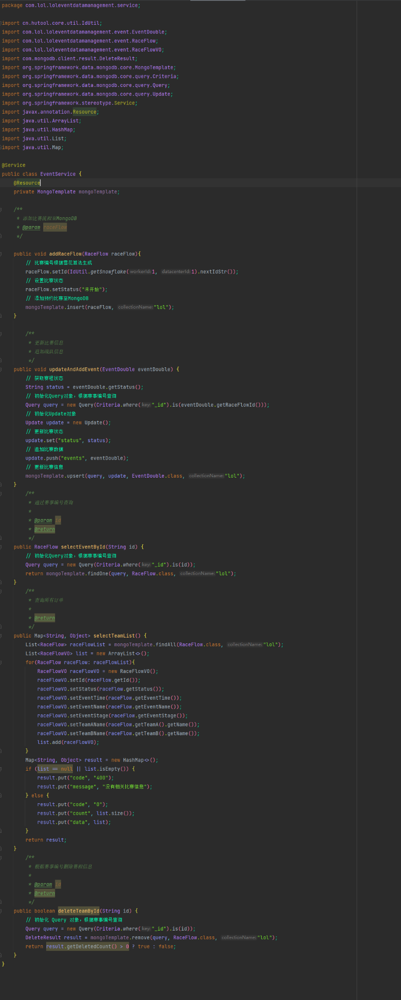 package com.lol.loleventdatamanagement.service;
import cn.hutool.core.util.IdUtil;
import com.lol.loleventdatamanagement.event.EventDouble;
import com.lol.loleventdatamanagement.event.RaceFlow;
import com.lol.loleventdatamanagement.event.RaceFlowVO;
import com.mongodb.client.result.DeleteResult;
import org.springframework.data.mongodb.core.MongoTemplate;
import org.springframework.data.mongodb.core.query.Criteria;
import org.springframework.data.mongodb.core.query.Query;
import org.springframework.data.mongodb.core.query.Update;
import org.springframework.stereotype.Service;
import javax.annotation.Resource;
import java.util.ArrayList;
import java.util.HashMap;
import java.util.List;
import java.util.Map;
@Service
public class EventService {
@Resource
private MongoTemplate mongoTemplate;
/**
* 添加比赛流程至MongoDB
* @param raceFlow
*/
public void addRaceFlow(RaceFlow raceFlow){
// 比赛编号根据雪花算法生成
raceFlow.setId(IdUtil.getSnowflake( workerId: 1, datacenterId: 1).nextIdStr());
// 设置比赛状态
raceFlow.setStatus("未开始");
// 添加预约比赛至MongoDB
mongoTemplate.insert(raceFlow, collectionName: "lol");
}
/**
* 更新比赛信息
* 追加战队信息
*/
public void updateAndAddEvent(EventDouble eventDouble) {
// 获取赛程状态
String status = eventDouble.getStatus();
// 初始化Query对象，根据赛事编号查询
Query query = new Query(Criteria.where( key: "_id").is(eventDouble.getRaceFlowId()));
// 初始化Update对象
Update update = new Update();
// 更新比赛状态
update.set("status", status);
// 追加比赛数据
update.push("events", eventDouble);
// 更新比赛信息
mongoTemplate.upsert(query, update, EventDouble.class, collectionName: "lol");
}
/**
* 通过赛事编号查询
*
* @param id
* @return
*/
public RaceFlow selectEventById(String id) {
// 初始化Query对象，根据赛事编号查询
Query query = new Query(Criteria.where( key: "_id").is(id));
return mongoTemplate.findOne(query, RaceFlow.class, collectionName: "lol");
}
/**
* 查询所有订单
*
* @return
*/
public Map<String, Object> selectTeamList() {
List<RaceFlow> raceFlowList = mongoTemplate.findAll(RaceFlow.class, collectionName: "lol");
List<RaceFlowVO> list = new ArrayList<>();
for(RaceFlow raceFlow: raceFlowList){
RaceFlowVO raceFlowVO = new RaceFlowVO();
raceFlowVO.setId(raceFlow.getId());
raceFlowVO.setStatus(raceFlow.getStatus());
raceFlowVO.setEventTime(raceFlow.getEventTime());
raceFlowVO.setEventName(raceFlow.getEventName());
raceFlowVO.setEventStage(raceFlow.getEventStage());
raceFlowVO.setTeamAName(raceFlow.getTeamA().getName());
raceFlowVO.setTeamBName(raceFlow.getTeamB().getName());
list.add(raceFlowVO);
}
Map<String, Object> result = new HashMap<>();
if (list == null || list.isEmpty()) {
result.put("code", "400");
result.put("message", "没有相关比赛信息");
} else {
result.put("code", "0");
result.put("count", list.size());
result.put("data", list);
}
return result;
}
/**
* 根据赛事编号删除赛程信息
*
* @param id
* @return
*/
public boolean deleteTeamById(String id) {
// 初始化 Query 对象，根据赛事编号查询
Query query = new Query(Criteria.where( key: "_id").is(id));
DeleteResult result = mongoTemplate.remove(query, RaceFlow.class, collectionName: "lol");
return result.getDeletedCount() > 0 ? true : false;
}
}